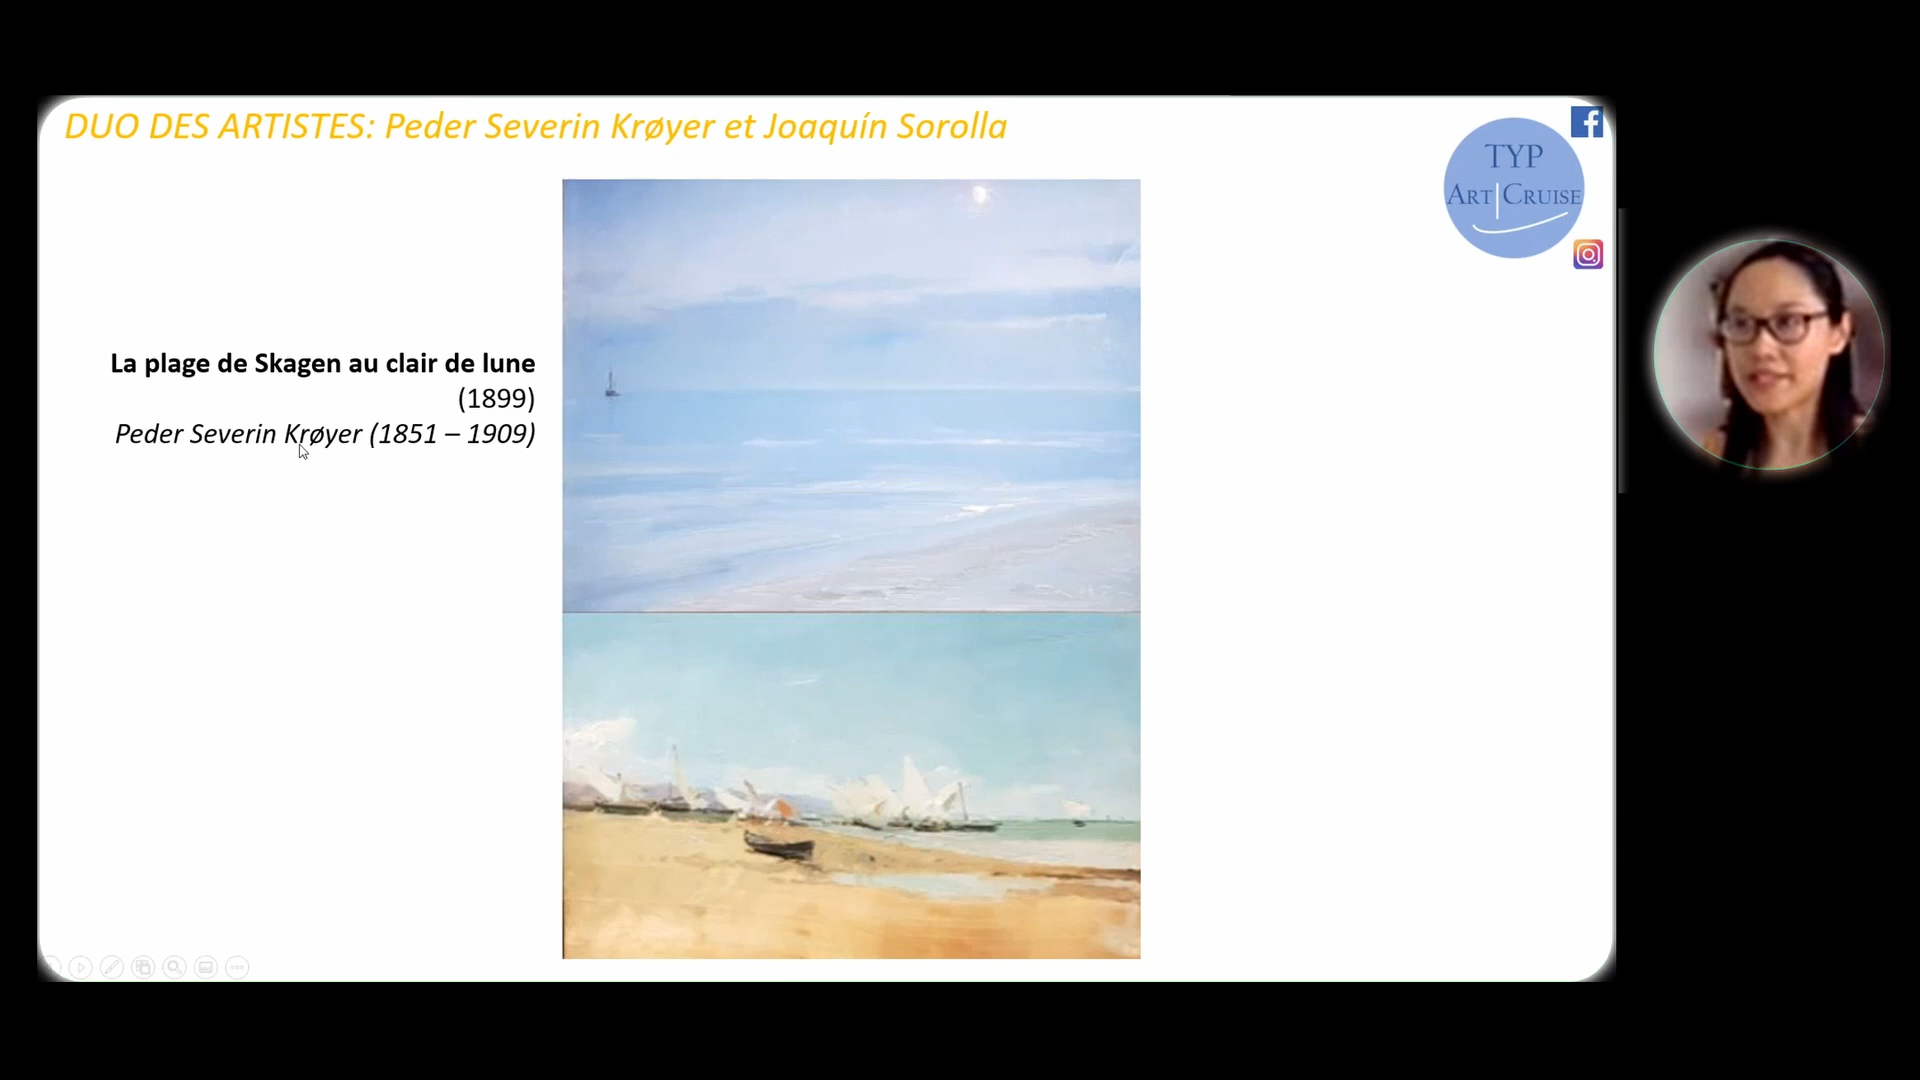 DUO DES ARTISTES: Peder Severin Krøyer et Joaquín Sorolla
TYP
ART CRUISE
La plage de Skagen au clair de lune
(1899)
Peder Severin Krøyer (1851 – 1909)